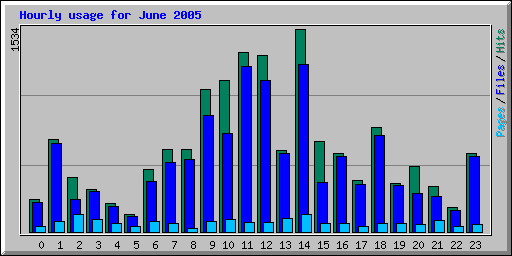 Hourly usage for June 2005
1534
Pages/Files/Hits
0 1 2 3 4 5 6 7 8 9 10 11 12 13 14 15 16 17 18 19 20 21 22 23